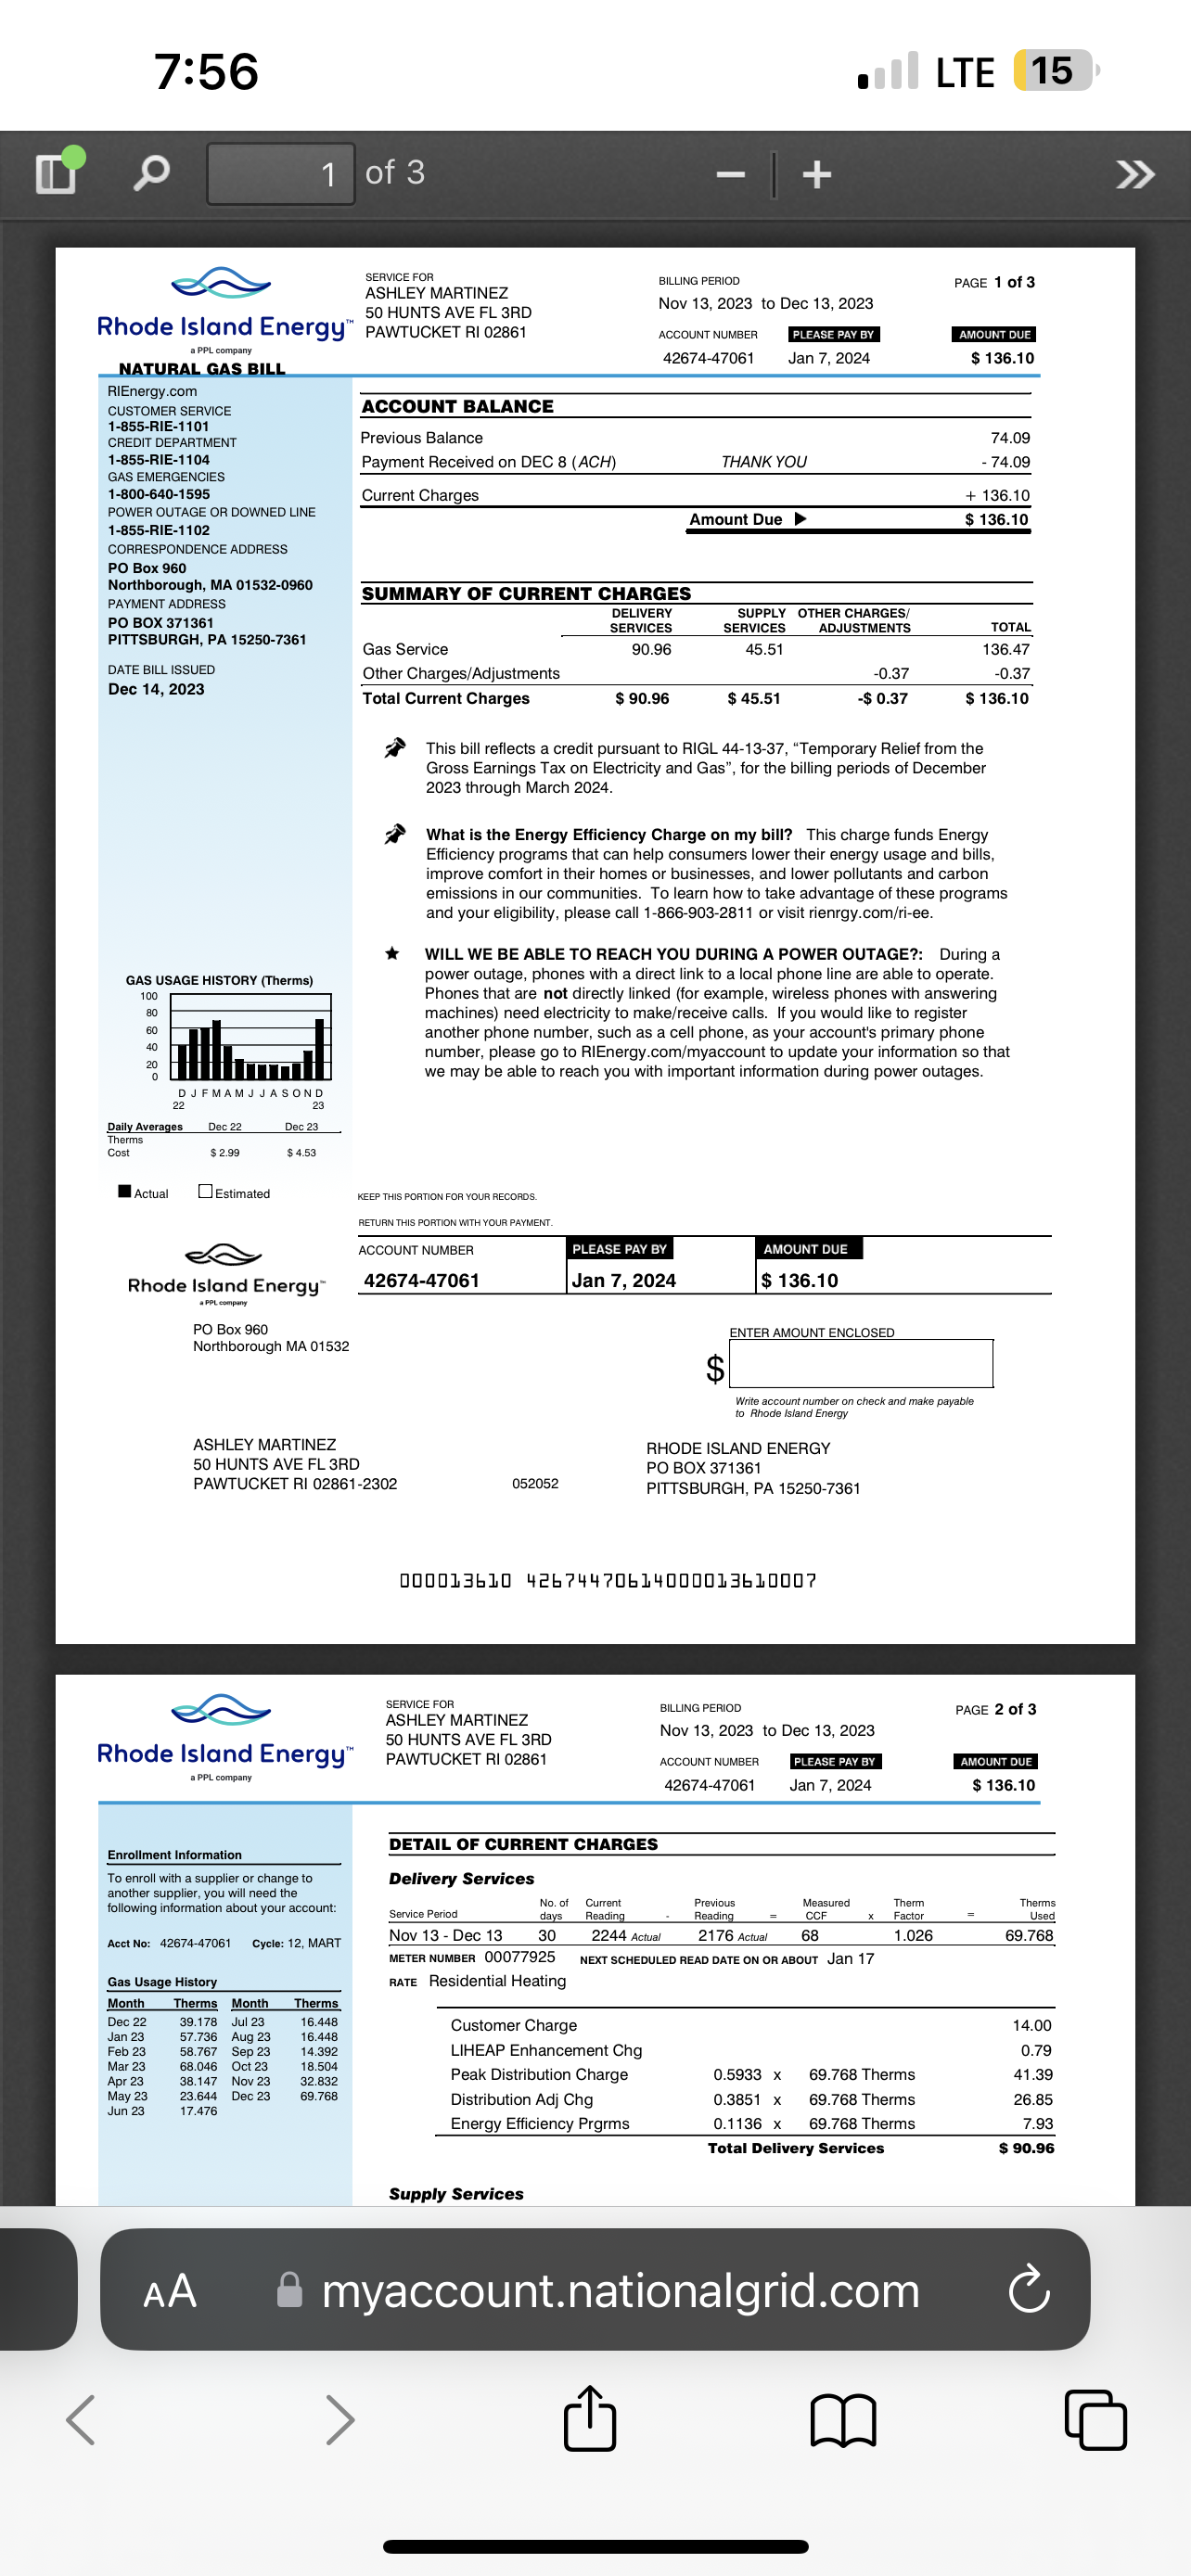 7:56
LTE 15
1 of 3
Rhode Island Energy™
a PPL company
NATURAL GAS BILL
SERVICE FOR
ASHLEY MARTINEZ
50 HUNTS AVE FL 3RD
PAWTUCKET RI 02861
BILLING PERIOD
Nov 13, 2023 to Dec 13, 2023
PAGE 1 of 3
ACCOUNT NUMBER PLEASE PAY BY AMOUNT DUE
42674-47061 Jan 7, 2024 $ 136.10
RIEnergy.com
CUSTOMER SERVICE
1-855-RIE-1101
CREDIT DEPARTMENT
1-855-RIE-1104
GAS EMERGENCIES
1-800-640-1595
POWER OUTAGE OR DOWNED LINE
1-855-RIE-1102
CORRESPONDENCE ADDRESS
PO Box 960
Northborough, MA 01532-0960
PAYMENT ADDRESS
PO BOX 371361
PITTSBURGH, PA 15250-7361
DATE BILL ISSUED
Dec 14, 2023
ACCOUNT BALANCE
Previous Balance 74.09
Payment Received on DEC 8 (ACH) THANK YOU - 74.09
Current Charges + 136.10
Amount Due ▶ $ 136.10
SUMMARY OF CURRENT CHARGES
DELIVERY SUPPLY OTHER CHARGES/
SERVICES SERVICES ADJUSTMENTS TOTAL
Gas Service 90.96 45.51 136.47
Other Charges/Adjustments -0.37 -0.37
Total Current Charges $ 90.96 $ 45.51 -$ 0.37 $ 136.10
This bill reflects a credit pursuant to RIGL 44-13-37, “Temporary Relief from the
Gross Earnings Tax on Electricity and Gas”, for the billing periods of December
2023 through March 2024.
What is the Energy Efficiency Charge on my bill? This charge funds Energy
Efficiency programs that can help consumers lower their energy usage and bills,
improve comfort in their homes or businesses, and lower pollutants and carbon
emissions in our communities. To learn how to take advantage of these programs
and your eligibility, please call 1-866-903-2811 or visit rienrgy.com/ri-ee.
★ WILL WE BE ABLE TO REACH YOU DURING A POWER OUTAGE?: During a
power outage, phones with a direct link to a local phone line are able to operate.
Phones that are not directly linked (for example, wireless phones with answering
machines) need electricity to make/receive calls. If you would like to register
another phone number, such as a cell phone, as your account's primary phone
number, please go to RIEnergy.com/myaccount to update your information so that
we may be able to reach you with important information during power outages.
GAS USAGE HISTORY (Therms)
100
80
60
40
20
0
D J F M A M J J A S O N D
22 23
Daily Averages Dec 22 Dec 23
Therms
Cost $ 2.99 $ 4.53
Actual Estimated
KEEP THIS PORTION FOR YOUR RECORDS.
RETURN THIS PORTION WITH YOUR PAYMENT.
Rhode Island Energy™
a PPL company
ACCOUNT NUMBER PLEASE PAY BY AMOUNT DUE
42674-47061 Jan 7, 2024 $ 136.10
PO Box 960
Northborough MA 01532
ENTER AMOUNT ENCLOSED
$
Write account number on check and make payable
to Rhode Island Energy
ASHLEY MARTINEZ
50 HUNTS AVE FL 3RD
PAWTUCKET RI 02861-2302
052052
RHODE ISLAND ENERGY
PO BOX 371361
PITTSBURGH, PA 15250-7361
000013610 42674470614000013610007
Rhode Island Energy™
a PPL company
SERVICE FOR
ASHLEY MARTINEZ
50 HUNTS AVE FL 3RD
PAWTUCKET RI 02861
BILLING PERIOD
Nov 13, 2023 to Dec 13, 2023
PAGE 2 of 3
ACCOUNT NUMBER PLEASE PAY BY AMOUNT DUE
42674-47061 Jan 7, 2024 $ 136.10
Enrollment Information
To enroll with a supplier or change to
another supplier, you will need the
following information about your account:
Acct No: 42674-47061 Cycle: 12, MART
Gas Usage History
Month Therms Month Therms
Dec 22 39.178 Jul 23 16.448
Jan 23 57.736 Aug 23 16.448
Feb 23 58.767 Sep 23 14.392
Mar 23 68.046 Oct 23 18.504
Apr 23 38.147 Nov 23 32.832
May 23 23.644 Dec 23 69.768
Jun 23 17.476
DETAIL OF CURRENT CHARGES
Delivery Services
No. of Current Previous Measured Therm Therms
Service Period days Reading - Reading = CCF x Factor = Used
Nov 13 - Dec 13 30 2244 Actual 2176 Actual 68 1.026 69.768
METER NUMBER 00077925 NEXT SCHEDULED READ DATE ON OR ABOUT Jan 17
RATE Residential Heating
Customer Charge 14.00
LIHEAP Enhancement Chg 0.79
Peak Distribution Charge 0.5933 x 69.768 Therms 41.39
Distribution Adj Chg 0.3851 x 69.768 Therms 26.85
Energy Efficiency Prgrms 0.1136 x 69.768 Therms 7.93
Total Delivery Services $ 90.96
Supply Services
AA myaccount.nationalgrid.com